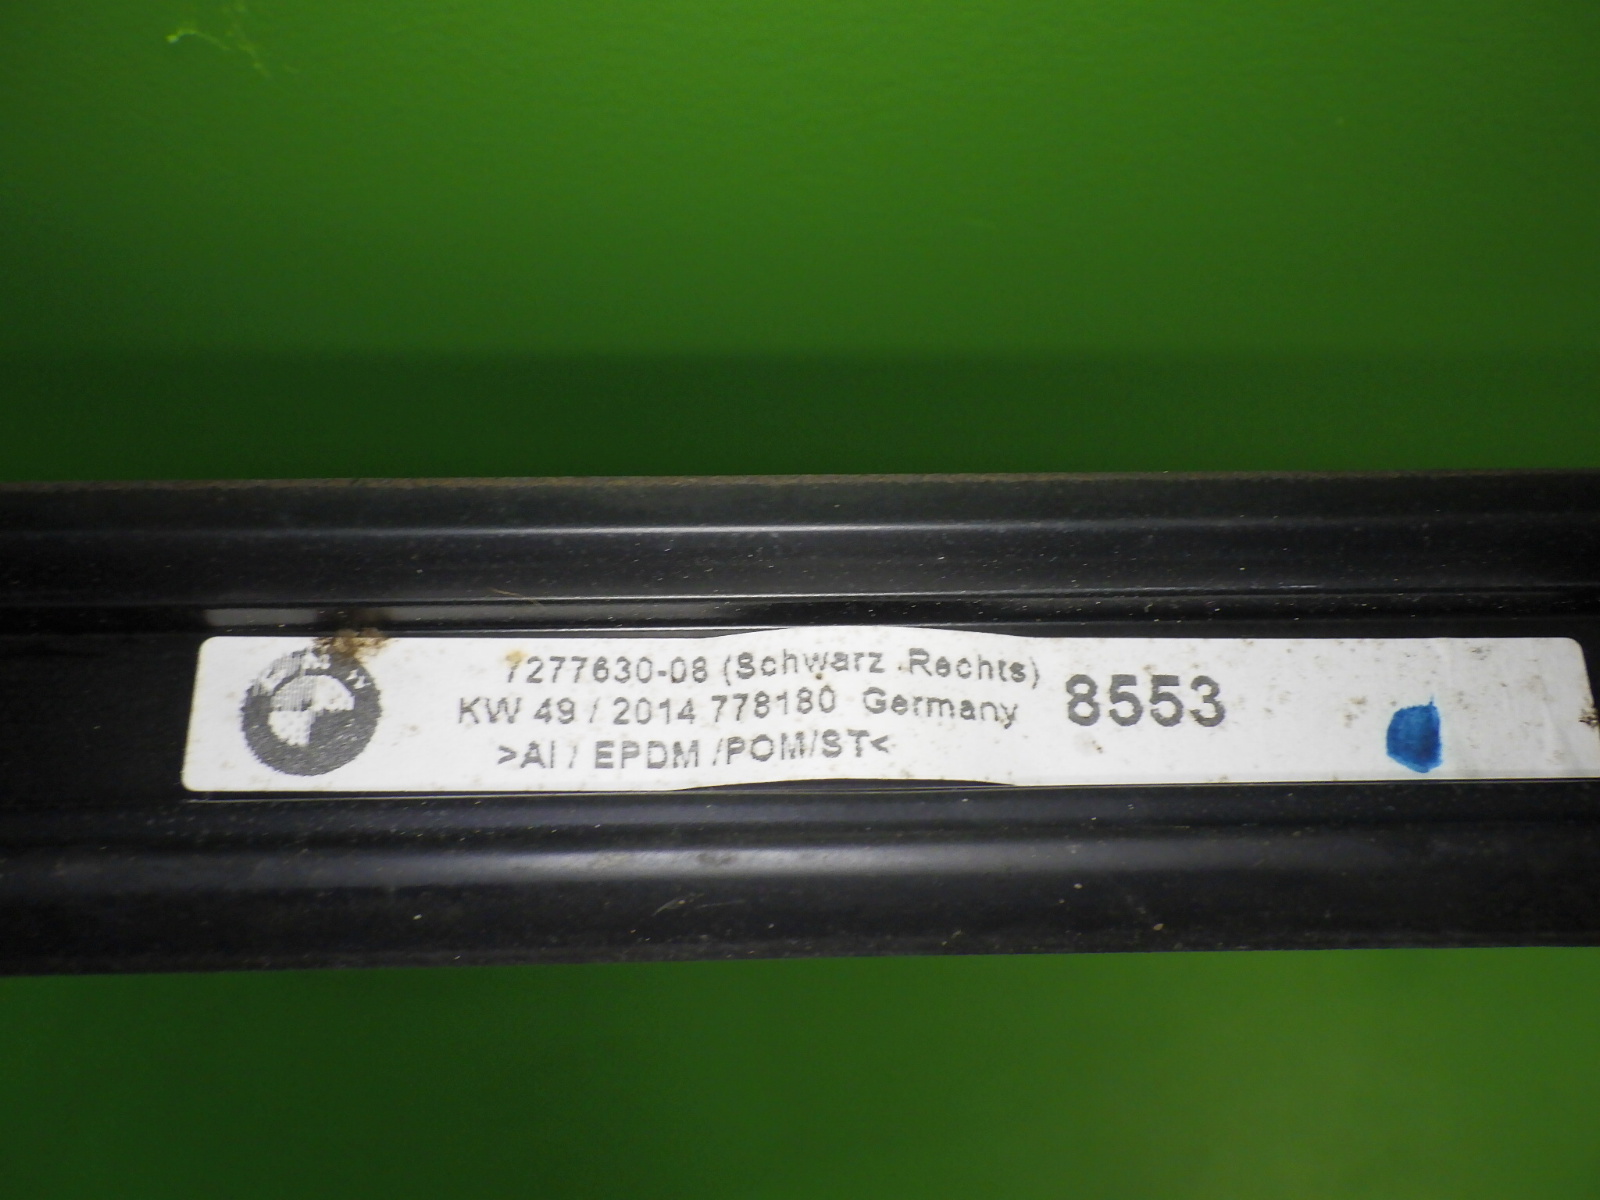 7277630-08 (Schwarz .Rechts)
KW 49 / 2014 778180 Germany
>Al / EPDM /POM/ST<
8553